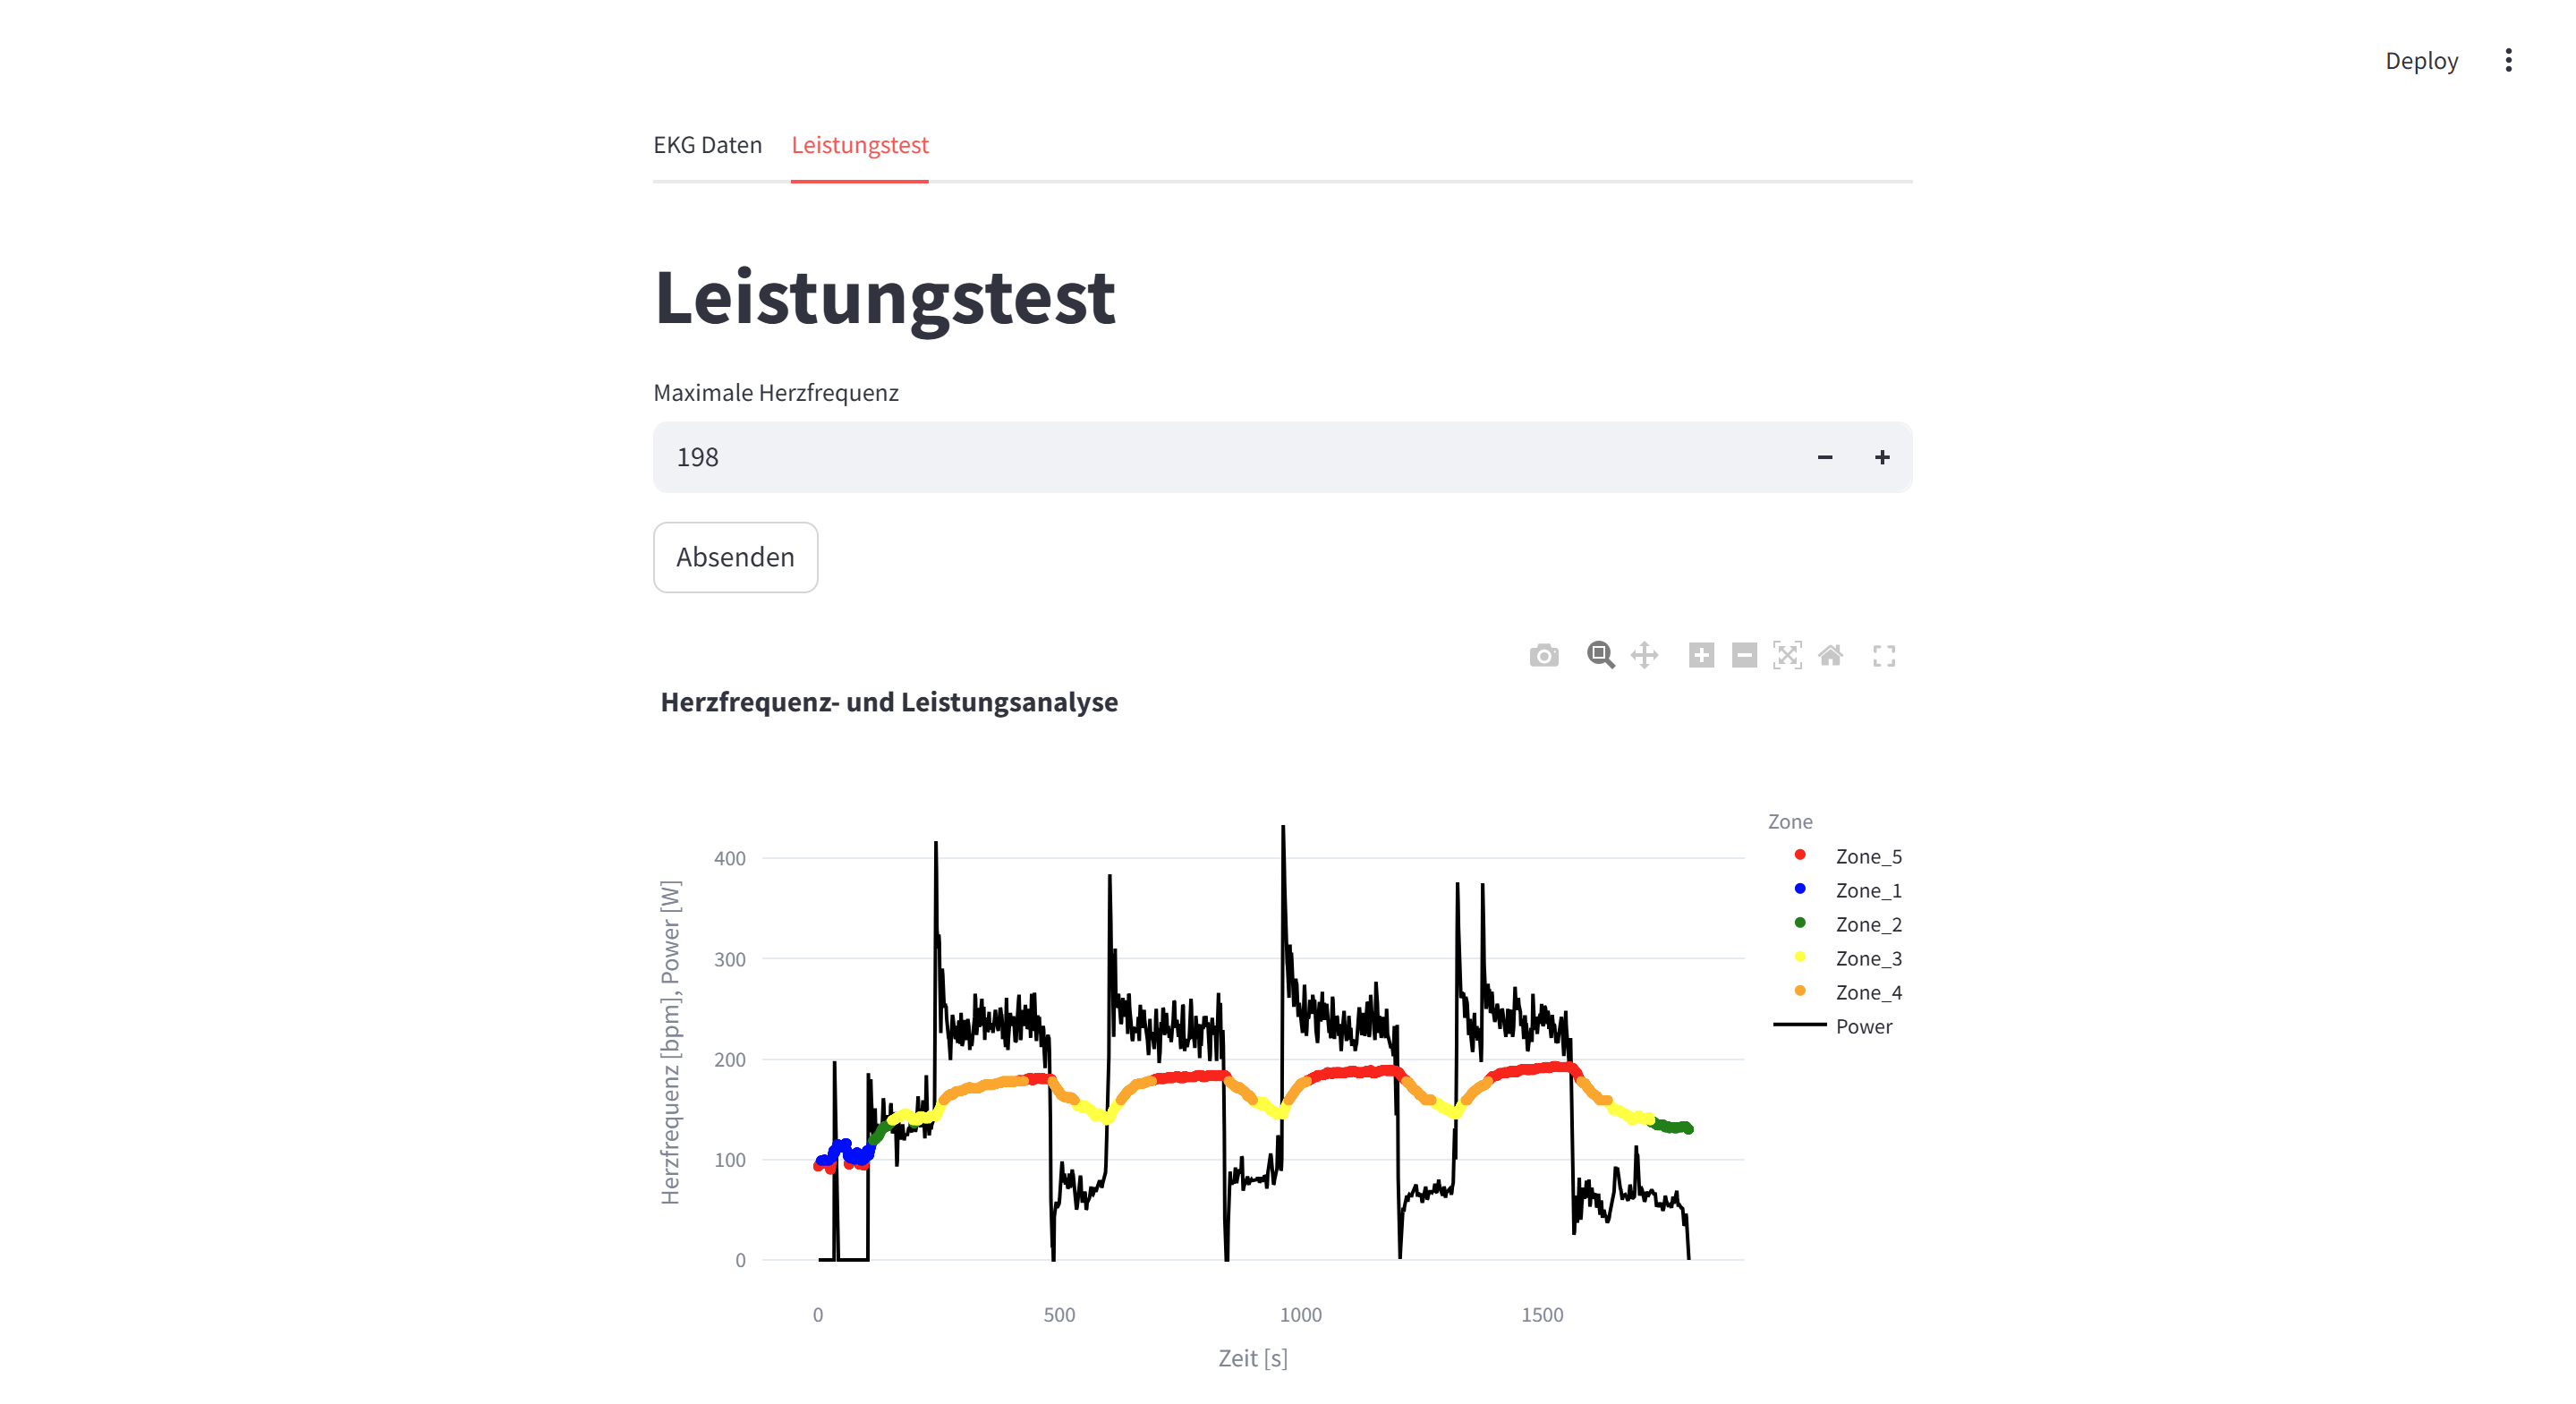 Deploy
EKG Daten Leistungstest
Leistungstest
Maximale Herzfrequenz
198
Absenden
Herzfrequenz- und Leistungsanalyse
Herzfrequenz [bpm], Power [W]
400
300
200
100
0
0 500 1000 1500
Zeit [s]
Zone
Zone_5
Zone_1
Zone_2
Zone_3
Zone_4
Power